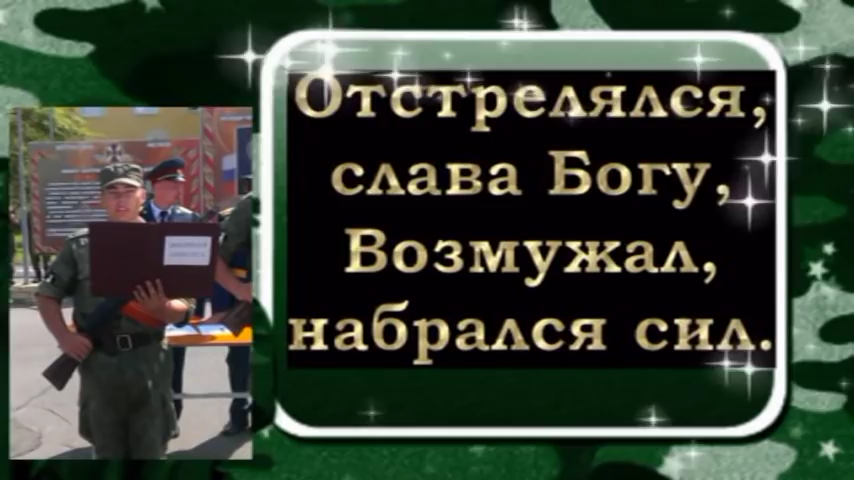 Отстрелялся,
слава Богу,
Возмужал,
набрался сил.